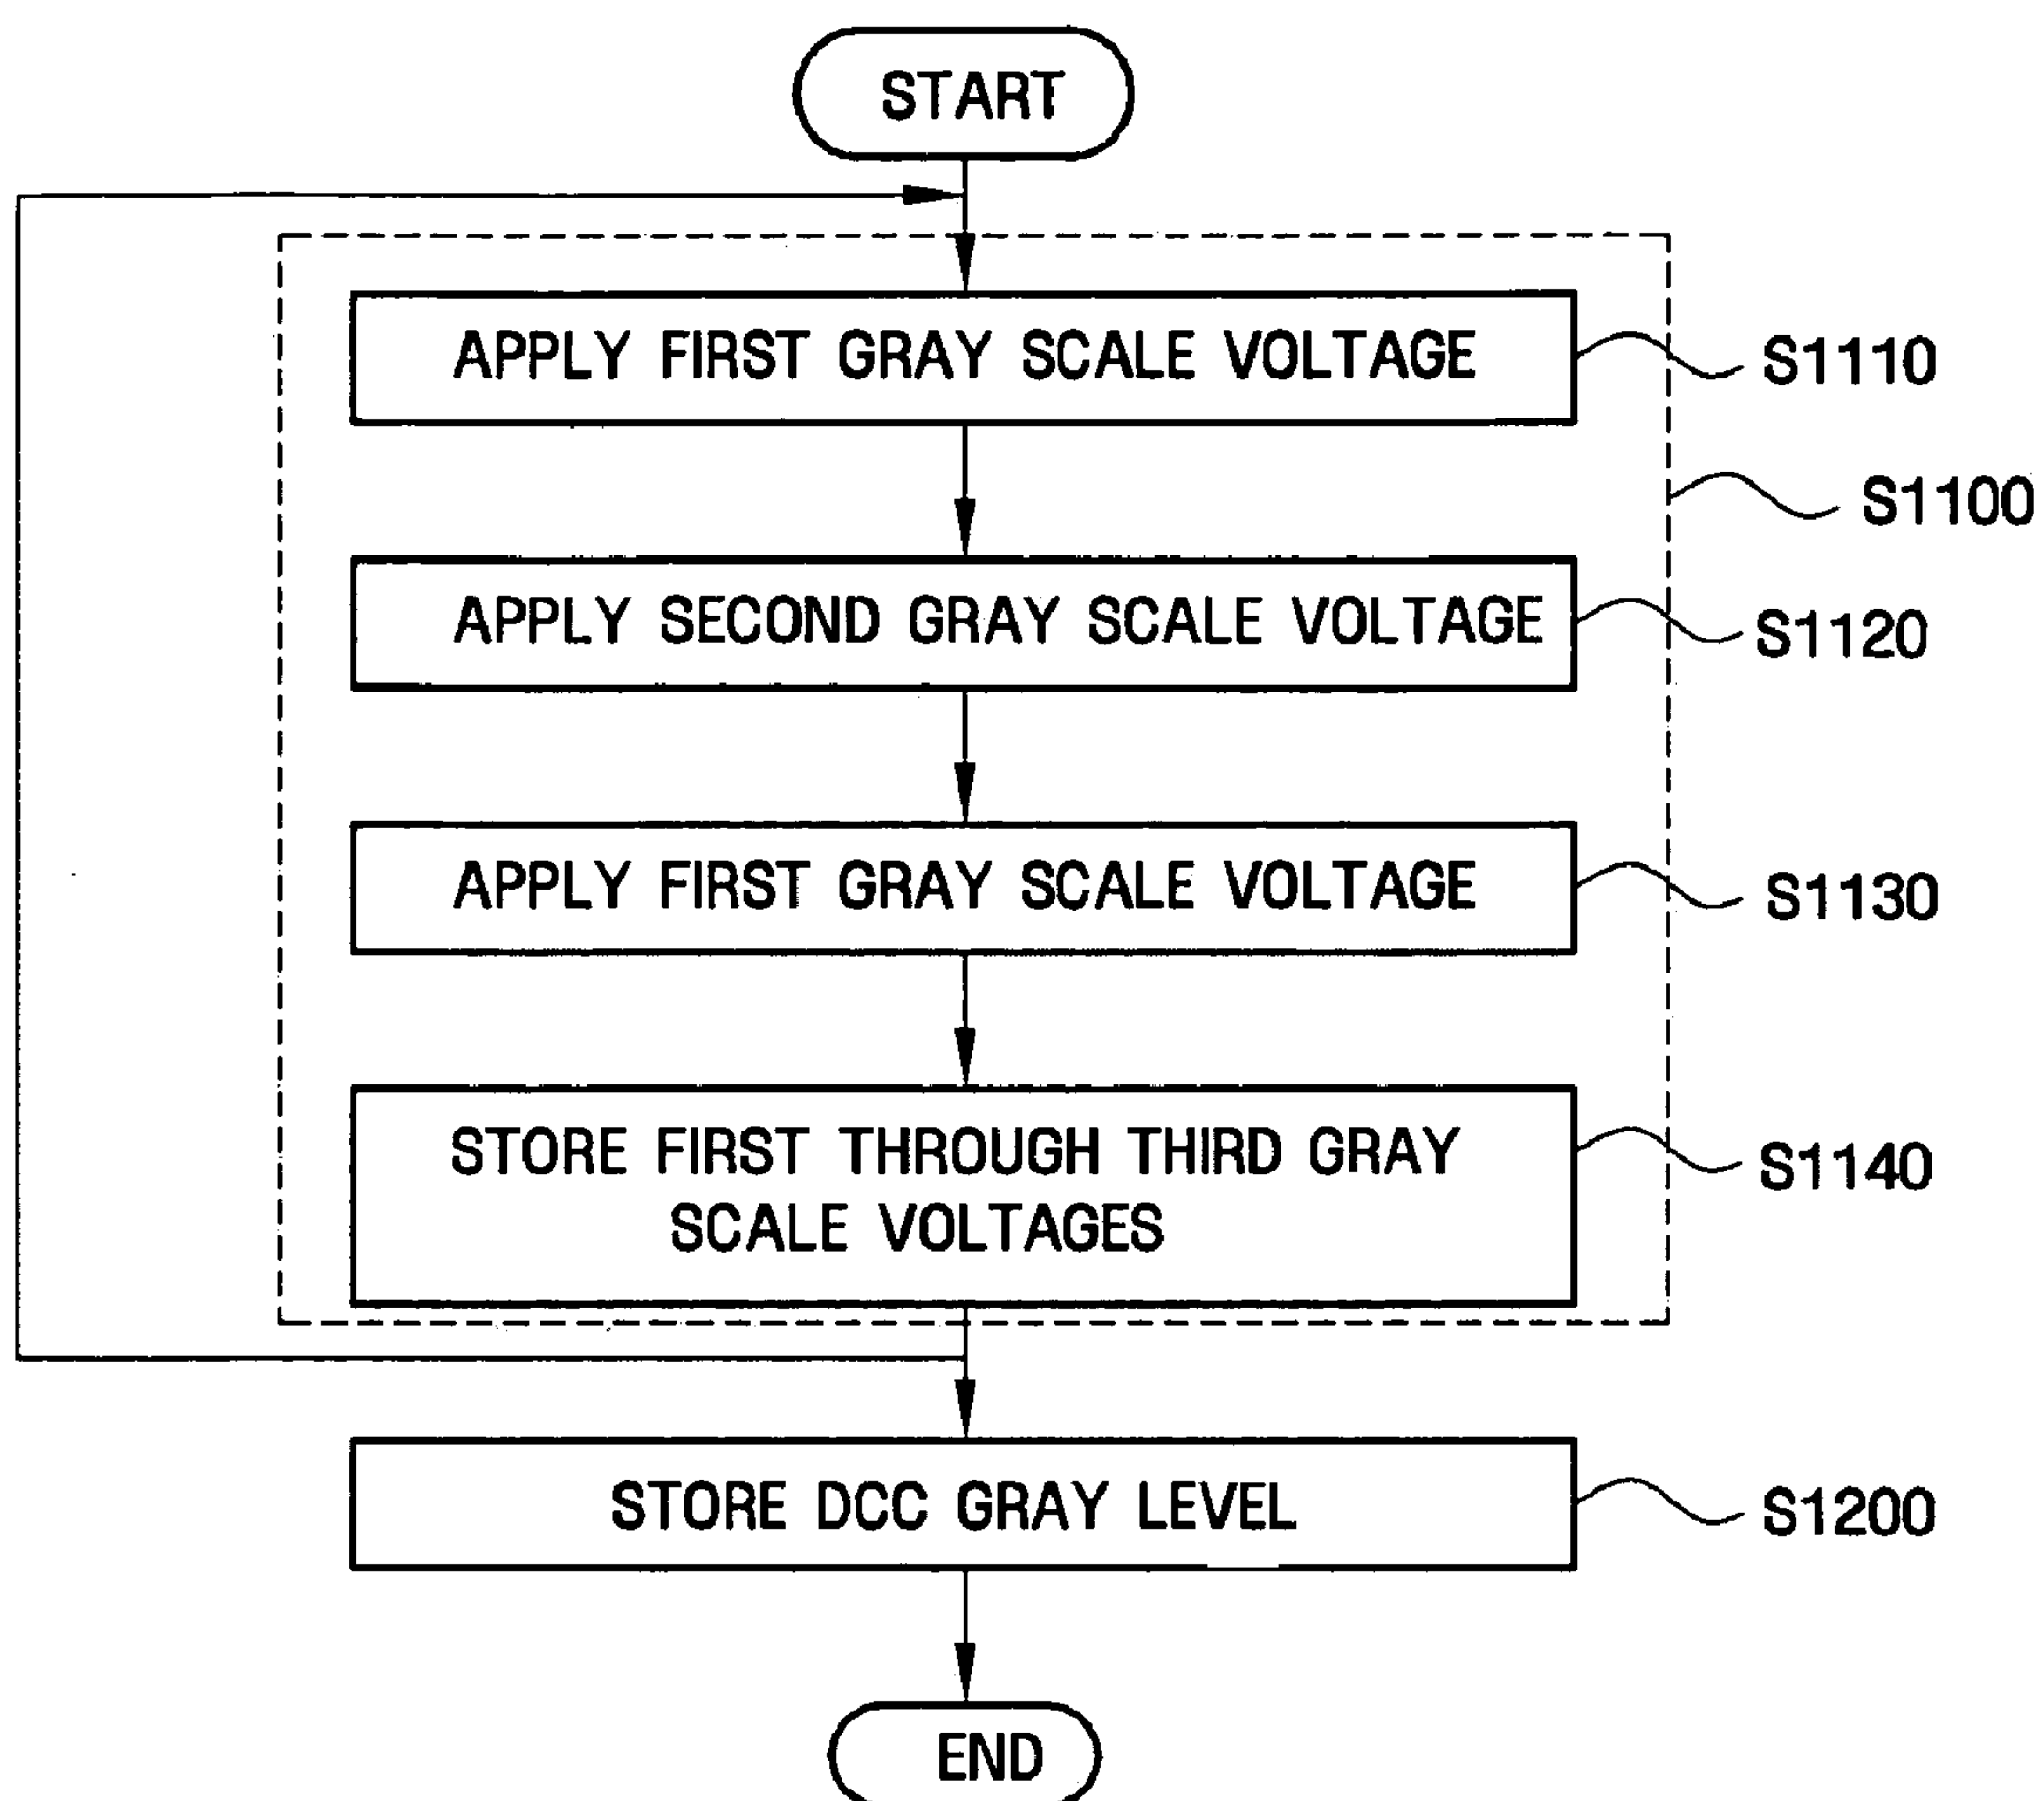 START
APPLY FIRST GRAY SCALE VOLTAGE
S1110
S1100
APPLY SECOND GRAY SCALE VOLTAGE
S1120
APPLY FIRST GRAY SCALE VOLTAGE
S1130
STORE FIRST THROUGH THIRD GRAY
SCALE VOLTAGES
S1140
STORE DCC GRAY LEVEL
S1200
END